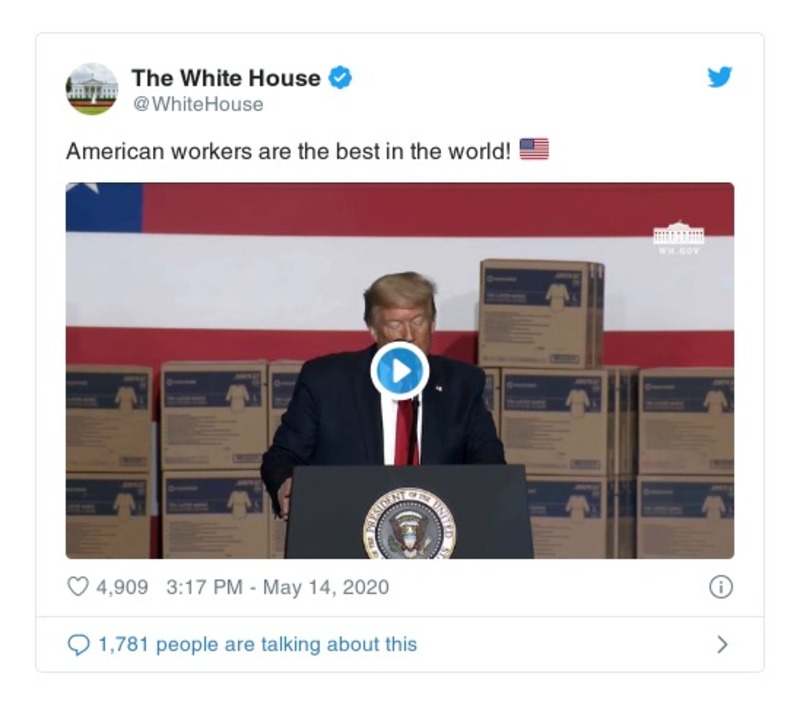 The White House
@WhiteHouse
American workers are the best in the world!
WH.GOV
PRESIDENT OF THE UNITED
4,909 3:17 PM - May 14, 2020
1,781 people are talking about this